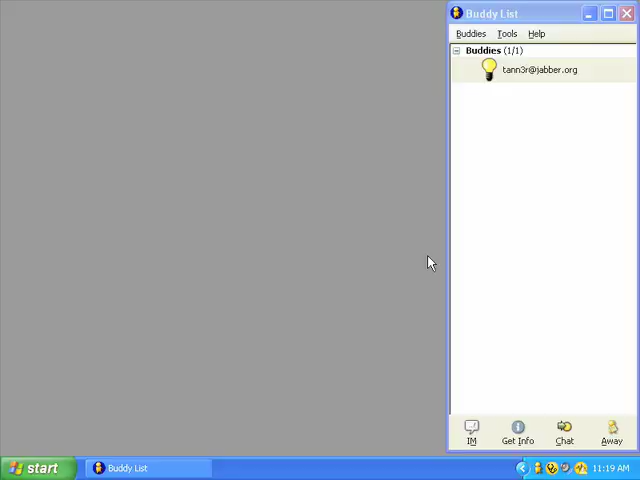 Buddy List
Buddies Tools Help
Buddies (1/1)
tann3r@jabber.org
IM Get Info Chat Away
start Buddy List 11:19 AM